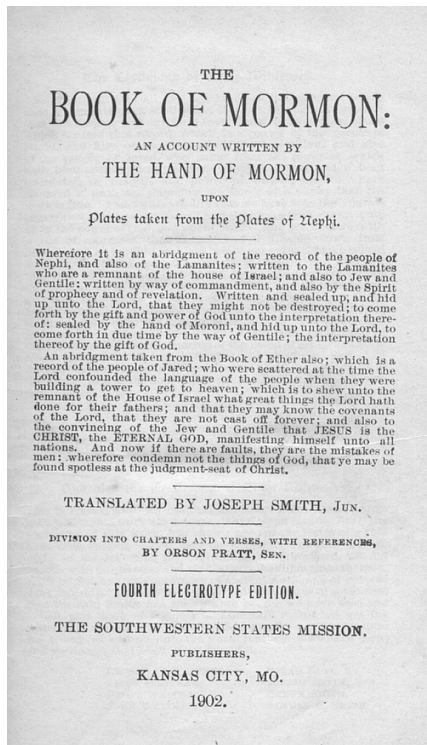 THE
BOOK OF MORMON:
AN ACCOUNT WRITTEN BY
THE HAND OF MORMON,
UPON
Plates taken from the Plates of Nephi.
Wherefore it is an abridgment of the record of the people of
Nephi, and also of the Lamanites; written to the Lamanites
who are a remnant of the house of Israel; and also to Jew and
Gentile: written by way of commandment, and also by the Spirit
of prophecy and of revelation. Written and sealed up, and hid
up unto the Lord, that they might not be destroyed; to come
forth by the gift and power of God unto the interpretation there-
of: sealed by the hand of Moroni, and hid up unto the Lord, to
come forth in due time by the way of Gentile; the interpretation
thereof by the gift of God.
An abridgment taken from the Book of Ether also; which is a
record of the people of Jared; who were scattered at the time the
Lord confounded the language of the people when they were
building a tower to get to heaven; which is to shew unto the
remnant of the House of Israel what great things the Lord hath
done for their fathers; and that they may know the covenants
of the Lord, that they are not cast off forever; and also to
the convincing of the Jew and Gentile that JESUS is the
CHRIST, the ETERNAL GOD, manifesting himself unto all
nations. And now if there are faults, they are the mistakes of
men: wherefore condemn not the things of God, that ye may be
found spotless at the judgment-seat of Christ.
TRANSLATED BY JOSEPH SMITH, JUN.
DIVISION INTO CHAPTERS AND VERSES, WITH REFERENCES,
BY ORSON PRATT, SEN.
FOURTH ELECTROTYPE EDITION.
THE SOUTHWESTERN STATES MISSION.
PUBLISHERS,
KANSAS CITY, MO.
1902.